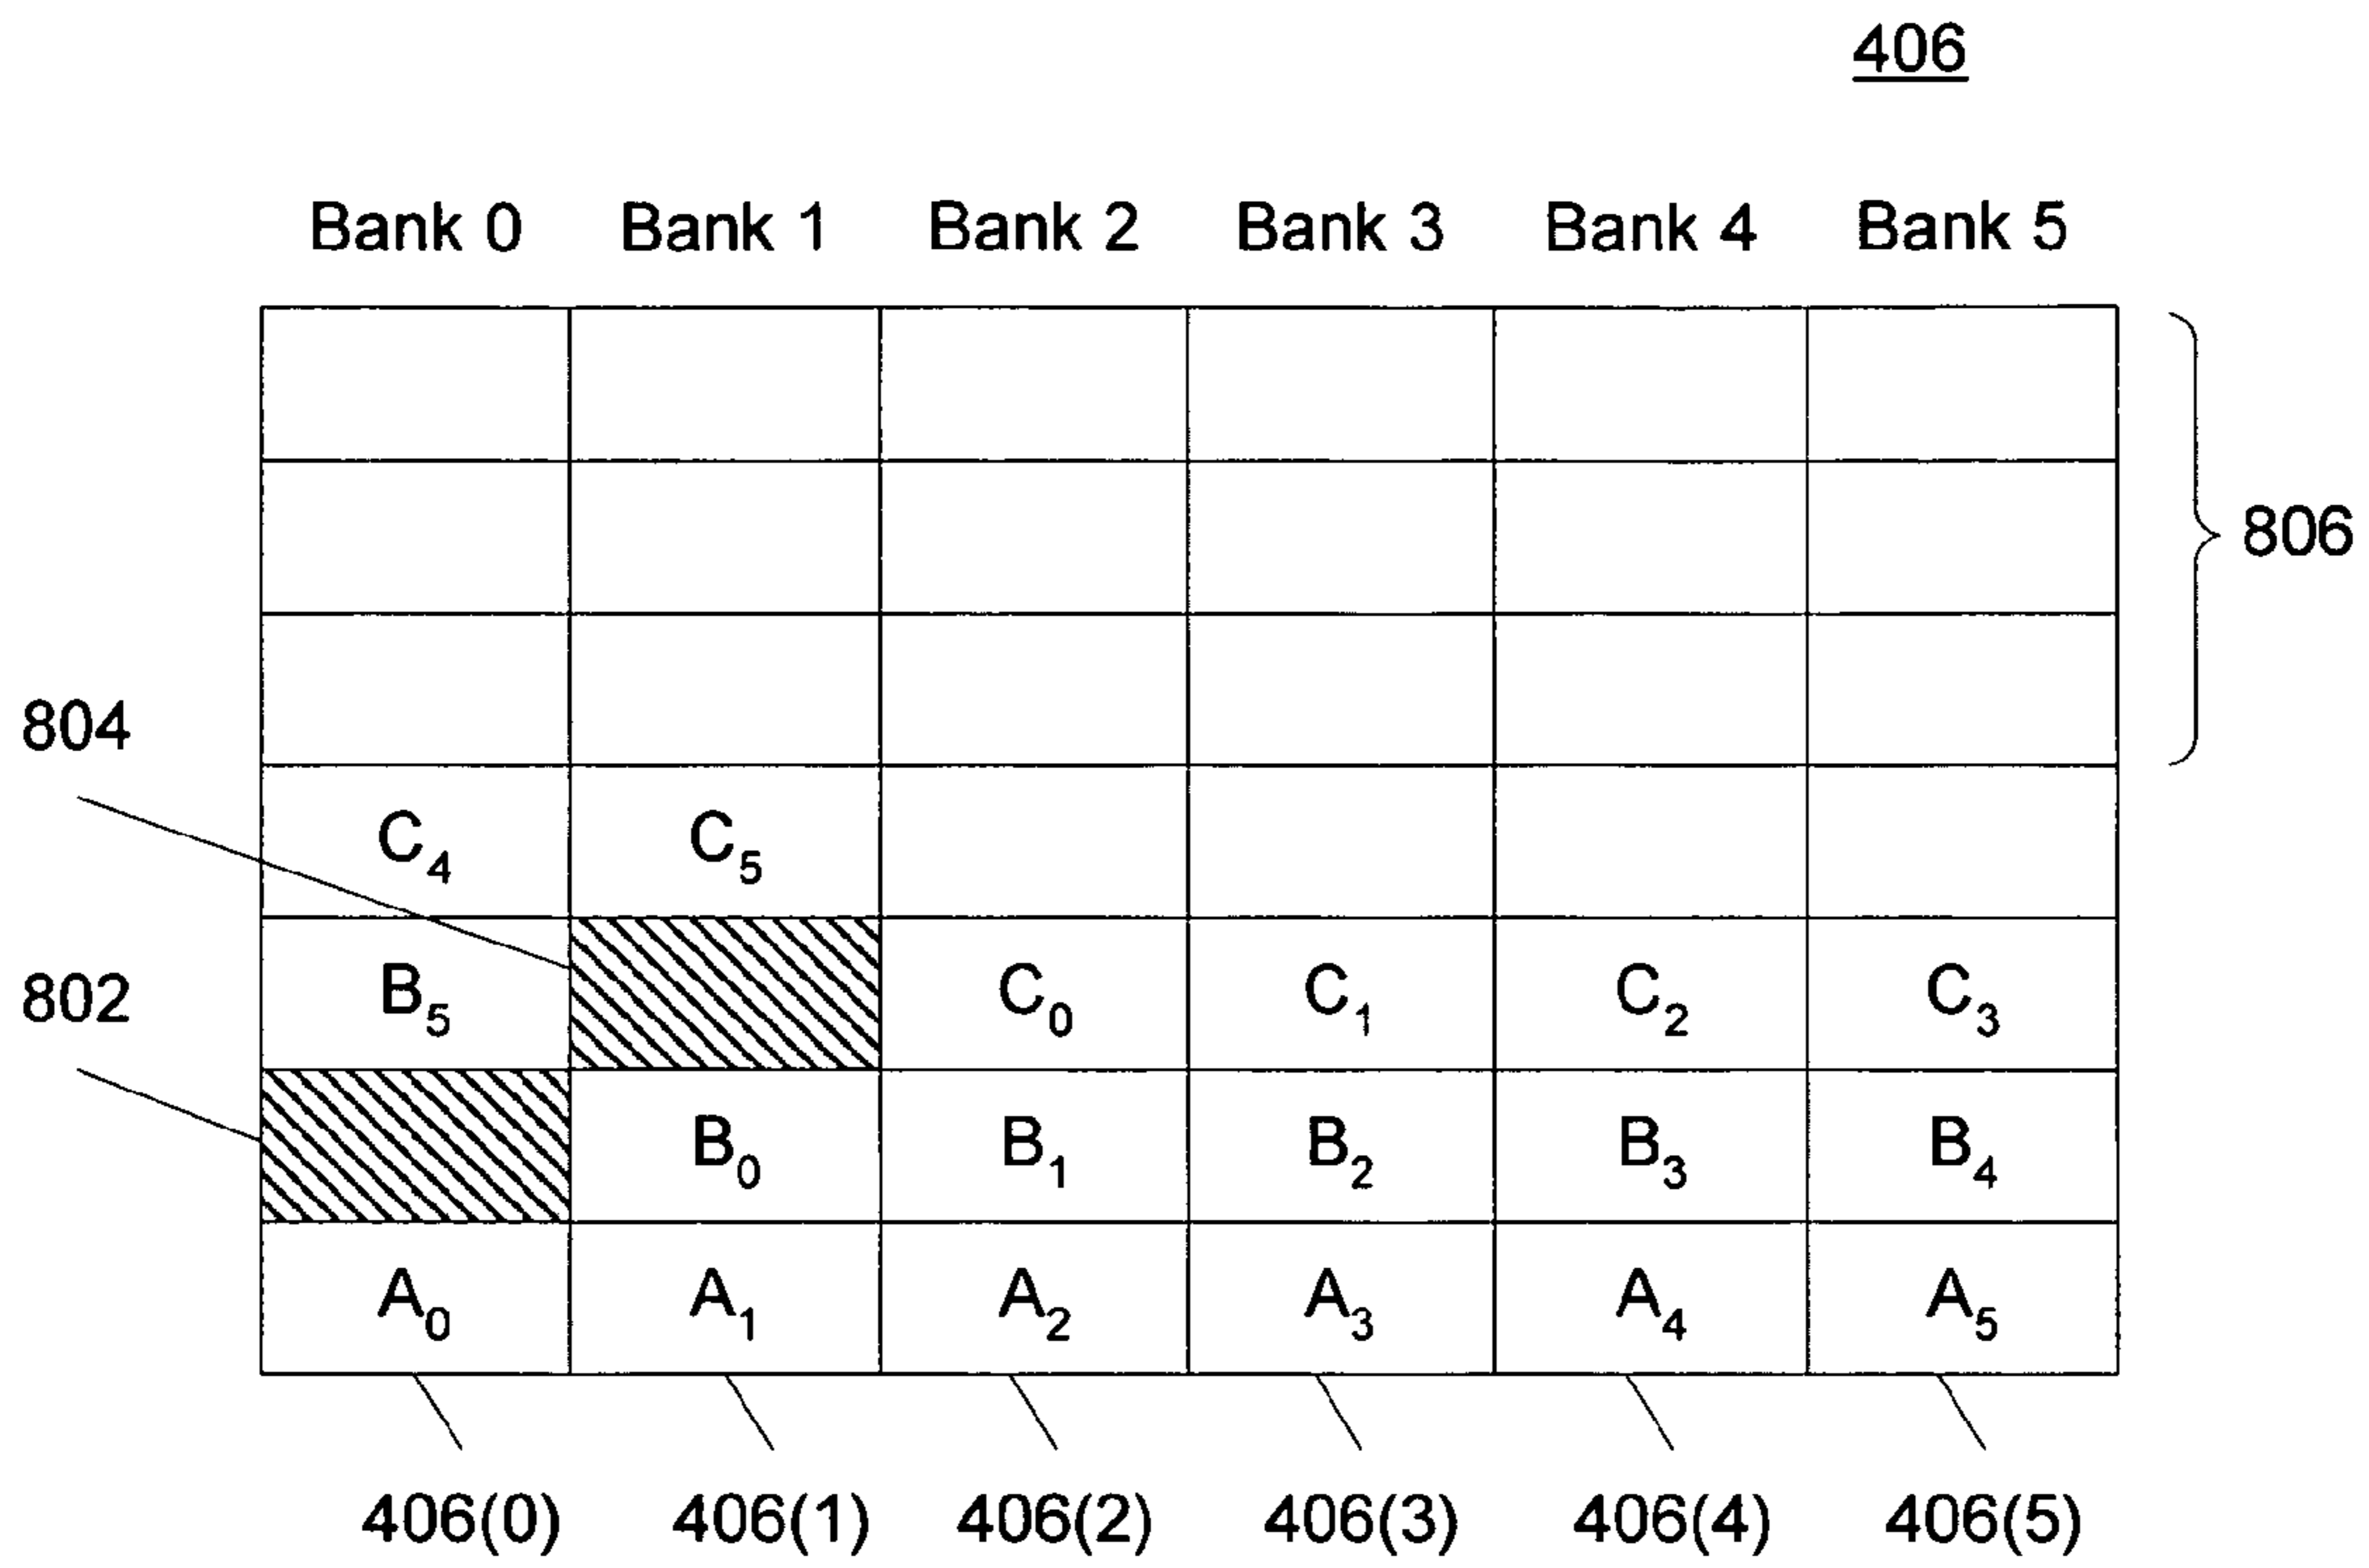 406
Bank 0 Bank 1 Bank 2 Bank 3 Bank 4 Bank 5
806
804
C4 C5
B5 C0 C1 C2 C3
802
B0 B1 B2 B3 B4
A0 A1 A2 A3 A4 A5
406(0) 406(1) 406(2) 406(3) 406(4) 406(5)